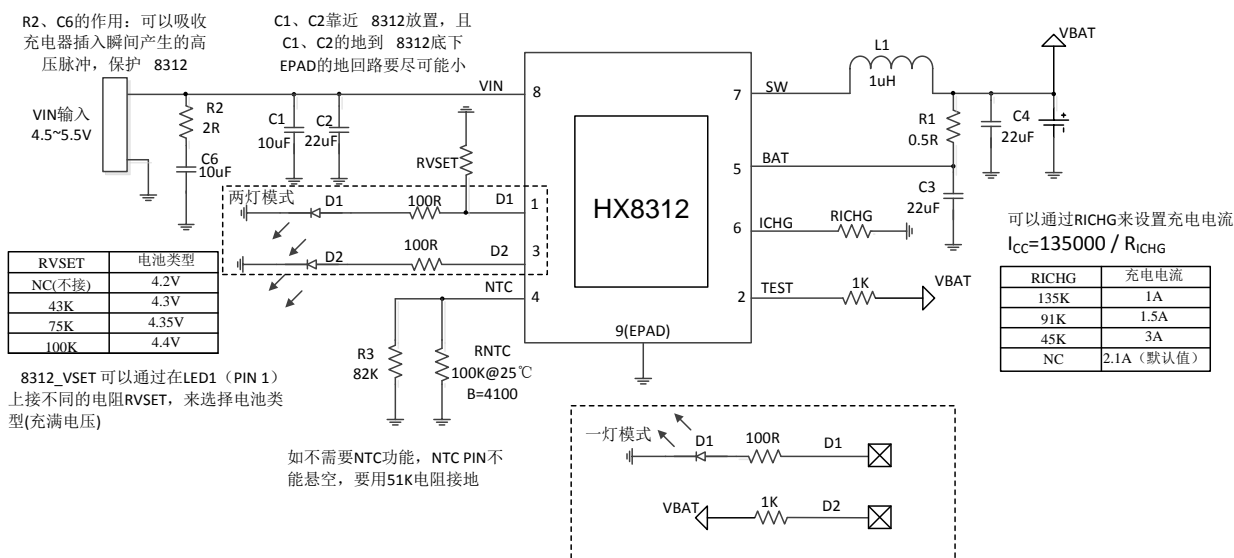 R2、C6的作用：可以吸收
充电器插入瞬间产生的高
压脉冲，保护 8312
C1、C2靠近 8312放置，且
C1、C2的地到 8312底下
EPAD的地回路要尽可能小
VIN输入
4.5~5.5V
R2
2R
C6
10uF
C1
10uF
C2
22uF
VIN
8
RVSET
两灯模式
D1
100R
D1
1
D2
100R
D2
3
NTC
4
R3
82K
RNTC
100K@25℃
B=4100
HX8312
9(EPAD)
7
SW
L1
1uH
VBAT
R1
0.5R
C4
22uF
+
-
5
BAT
C3
22uF
6
ICHG
RICHG
2
TEST
1K
VBAT
可以通过RICHG来设置充电电流
ICC=135000 / RICHG
RICHG 充电电流
135K 1A
91K 1.5A
45K 3A
NC 2.1A（默认值）
RVSET 电池类型
NC(不接) 4.2V
43K 4.3V
75K 4.35V
100K 4.4V
8312_VSET 可以通过在LED1（PIN 1）
上接不同的电阻RVSET，来选择电池类
型(充满电压)
如不需要NTC功能，NTC PIN不
能悬空，要用51K电阻接地
一灯模式
D1
100R
D1
VBAT
1K
D2